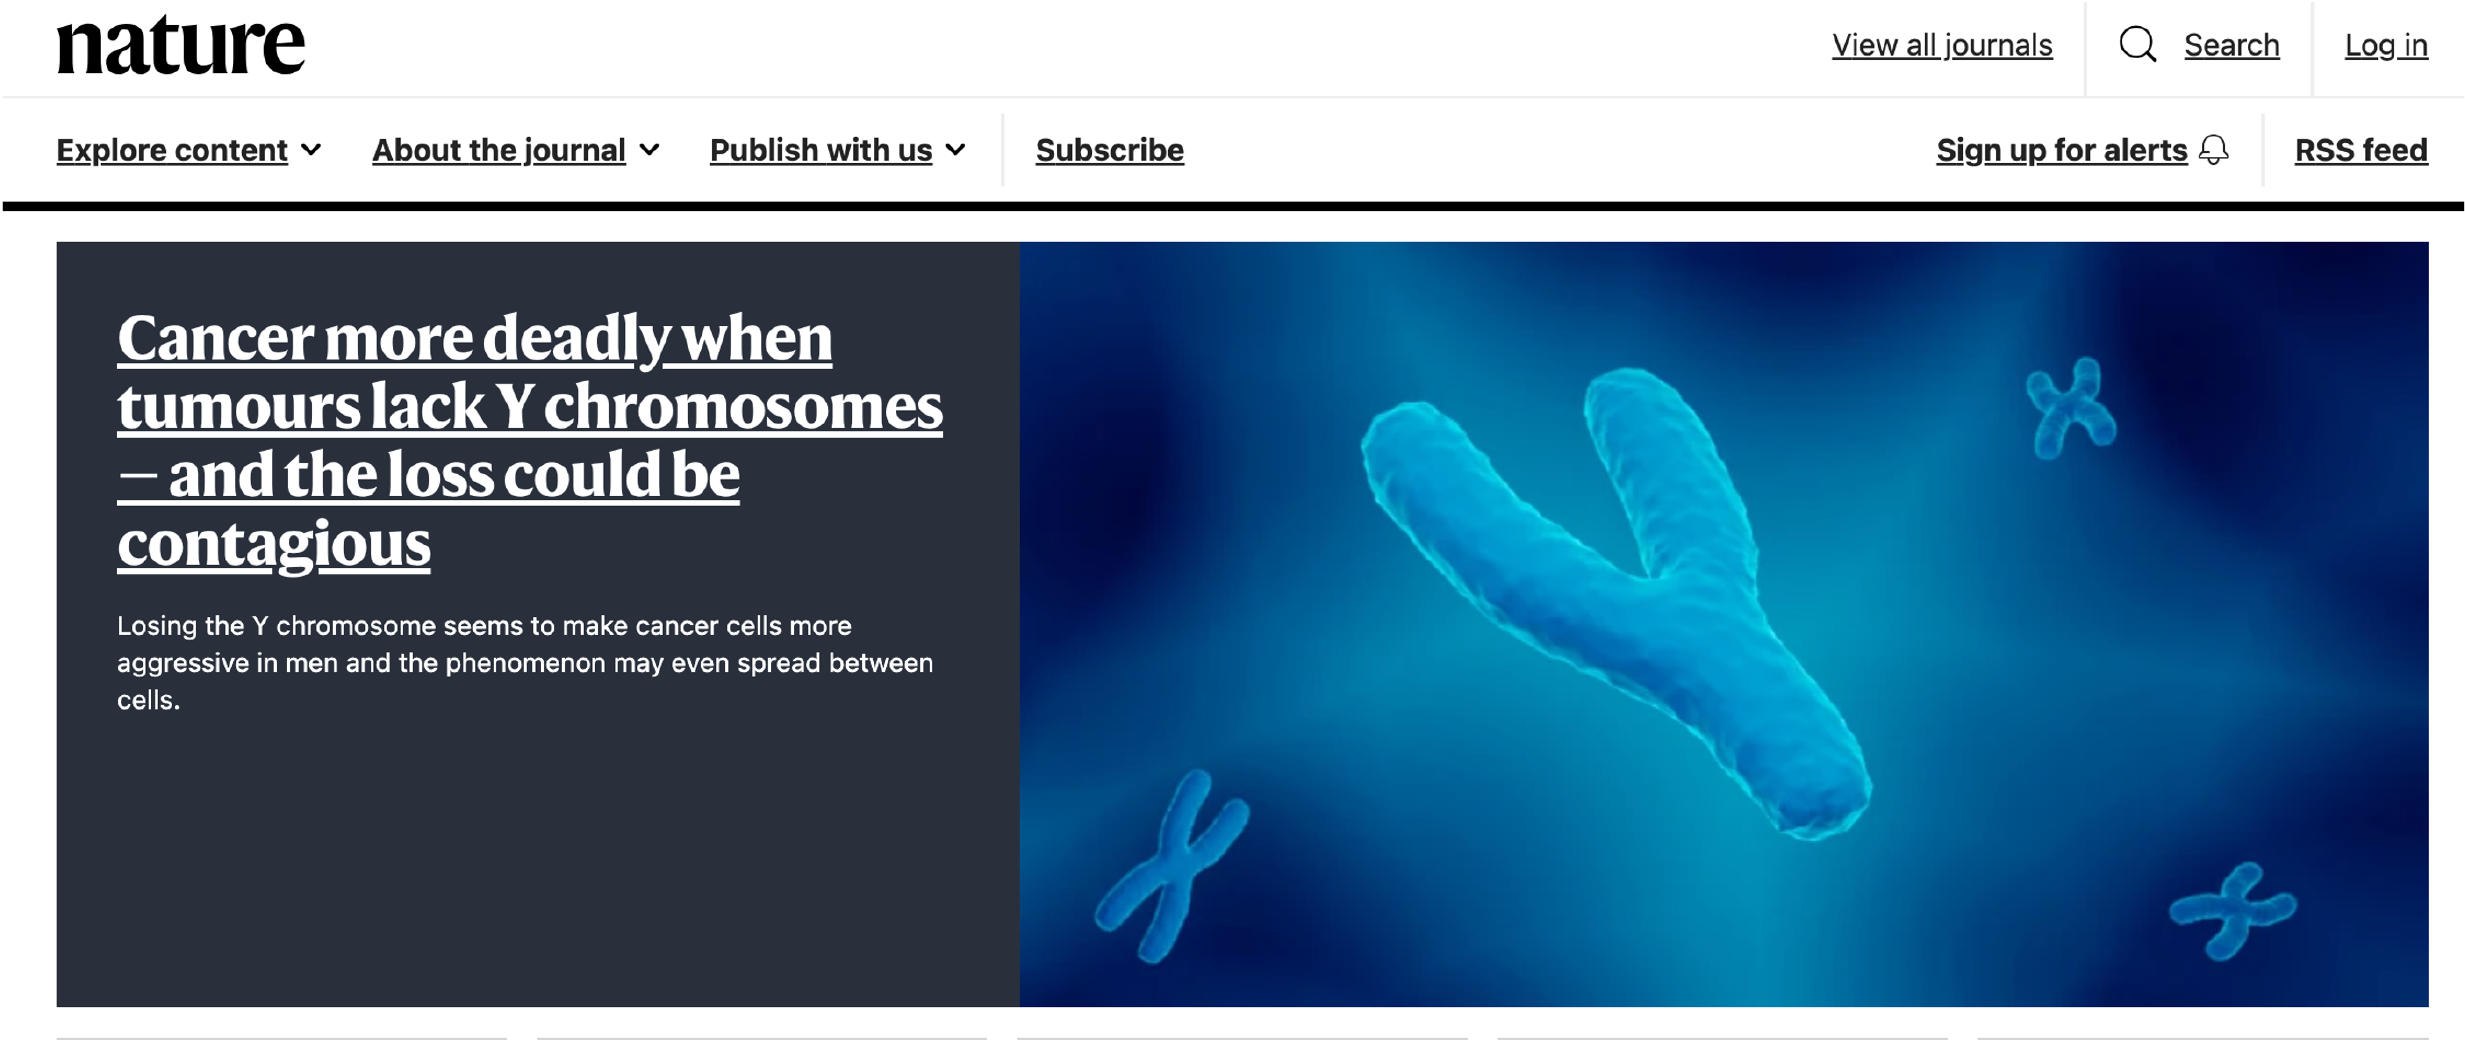 nature
View all journals
Search
Log in
Explore content
About the journal
Publish with us
Subscribe
Sign up for alerts
RSS feed
Cancer more deadly when
tumours lack Y chromosomes
— and the loss could be
contagious
Losing the Y chromosome seems to make cancer cells more
aggressive in men and the phenomenon may even spread between
cells.